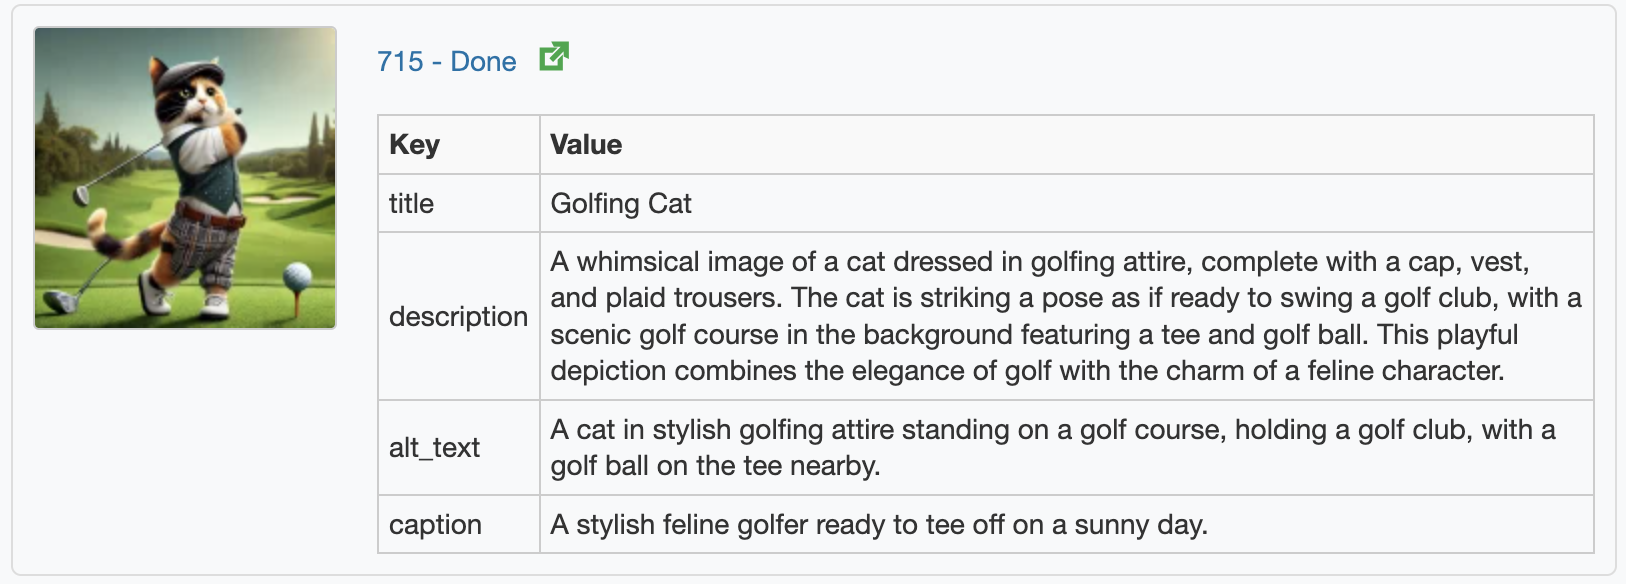 715 - Done
Key Value
title Golfing Cat
description A whimsical image of a cat dressed in golfing attire, complete with a cap, vest,
and plaid trousers. The cat is striking a pose as if ready to swing a golf club, with a
scenic golf course in the background featuring a tee and golf ball. This playful
depiction combines the elegance of golf with the charm of a feline character.
alt_text A cat in stylish golfing attire standing on a golf course, holding a golf club, with a
golf ball on the tee nearby.
caption A stylish feline golfer ready to tee off on a sunny day.